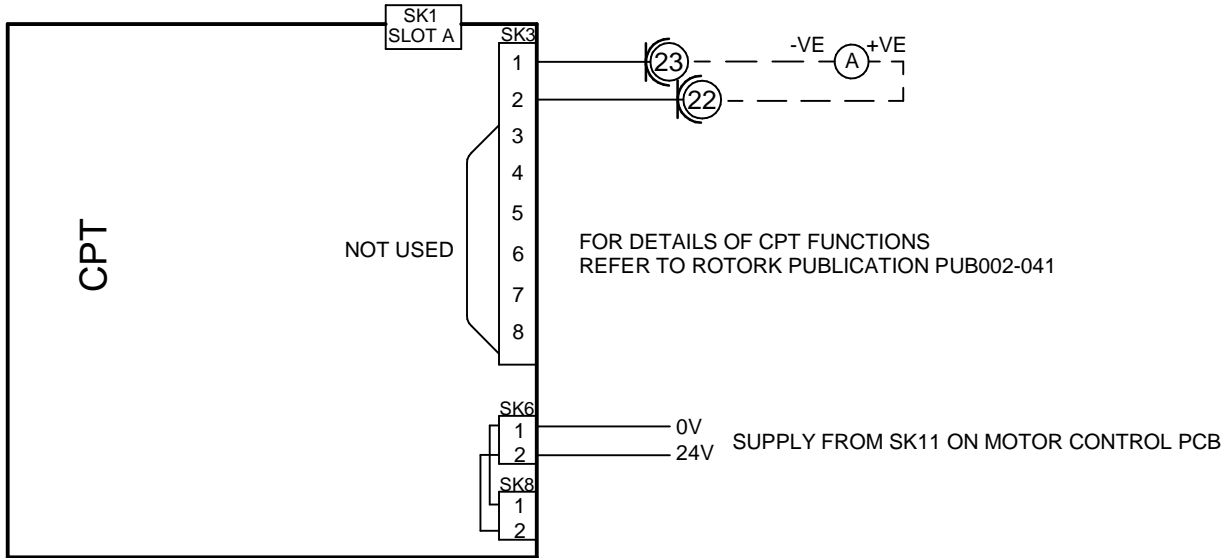 SK1
SLOT A
SK3
1
2
3
4
5
6
7
8
23
22
-VE
A
+VE
CPT
NOT USED
FOR DETAILS OF CPT FUNCTIONS
REFER TO ROTORK PUBLICATION PUB002-041
SK6
1
2
0V
24V
SUPPLY FROM SK11 ON MOTOR CONTROL PCB
SK8
1
2